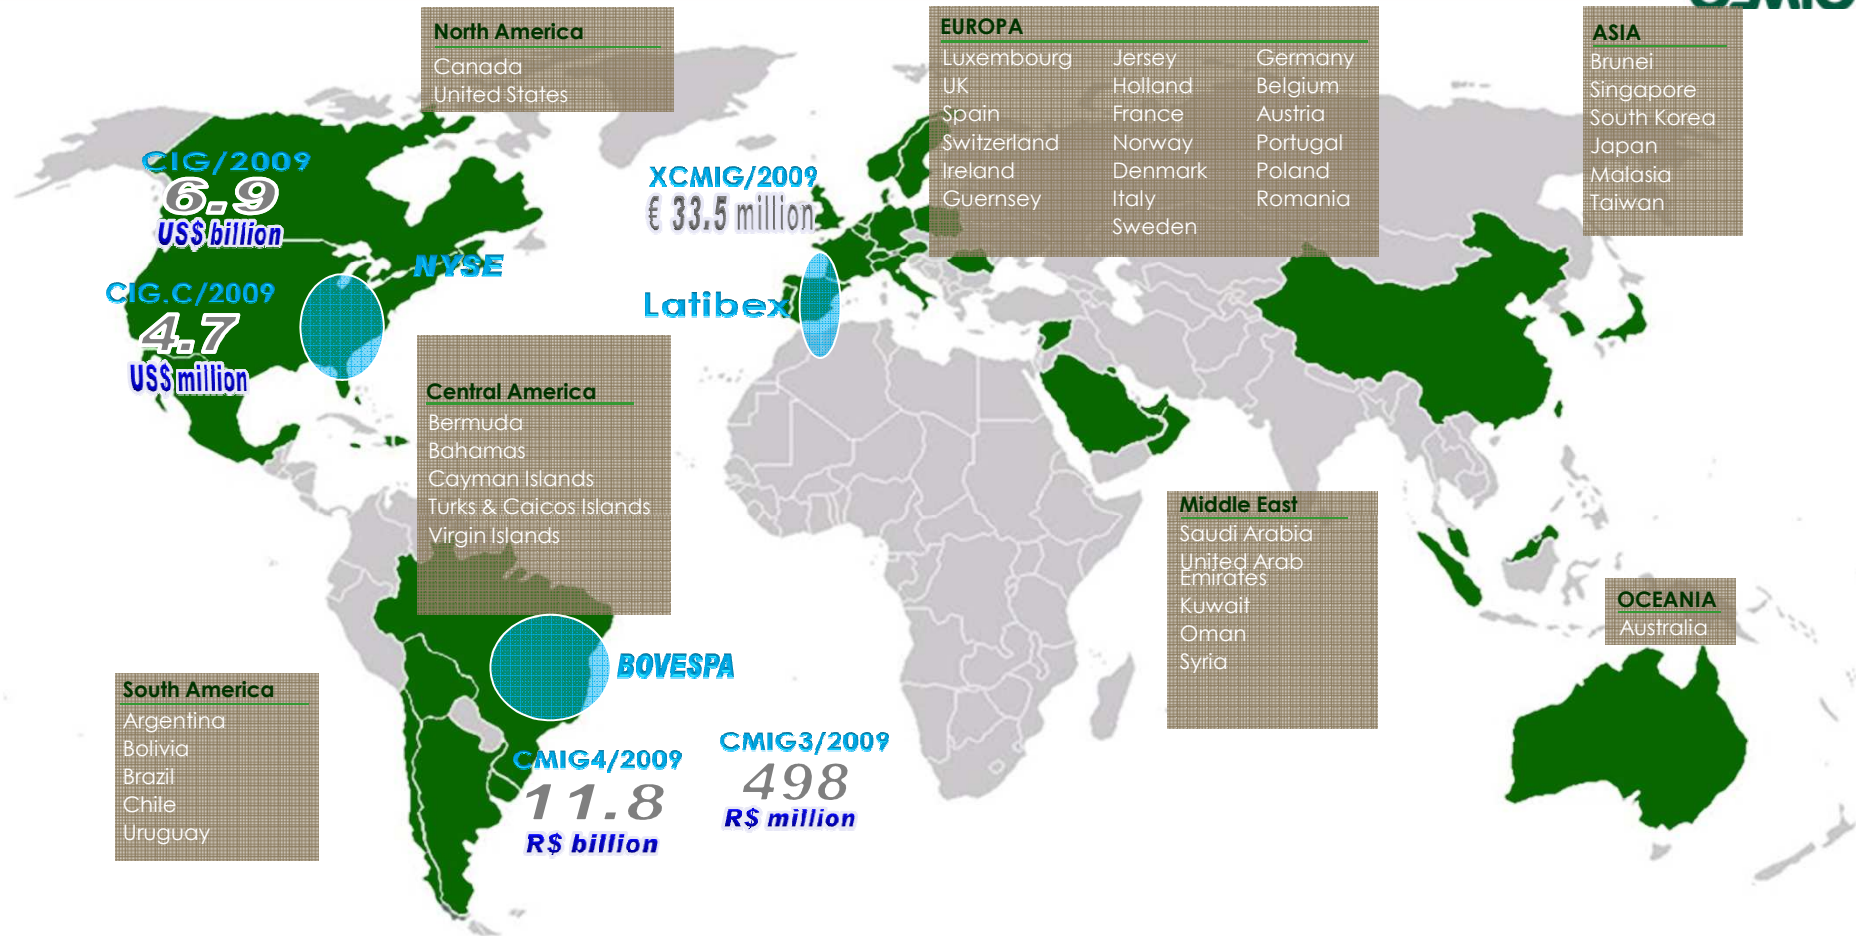 North America
Canada
United States
EUROPA
Luxembourg Jersey Germany
UK Holland Belgium
Spain France Austria
Switzerland Norway Portugal
Ireland Denmark Poland
Guernsey Italy Romania
Sweden
ASIA
Brunei
Singapore
South Korea
Japan
Malasia
Taiwan
CIG/2009
6.9
US$ billion
NYSE
CIG.C/2009
4.7
US$ million
XCMIG/2009
€ 33.5 million
Latibex
Central America
Bermuda
Bahamas
Cayman Islands
Turks & Caicos Islands
Virgin Islands
Middle East
Saudi Arabia
United Arab
Emirates
Kuwait
Oman
Syria
OCEANIA
Australia
BOVESPA
South America
Argentina
Bolivia
Brazil
Chile
Uruguay
CMIG4/2009
11.8
R$ billion
CMIG3/2009
498
R$ million